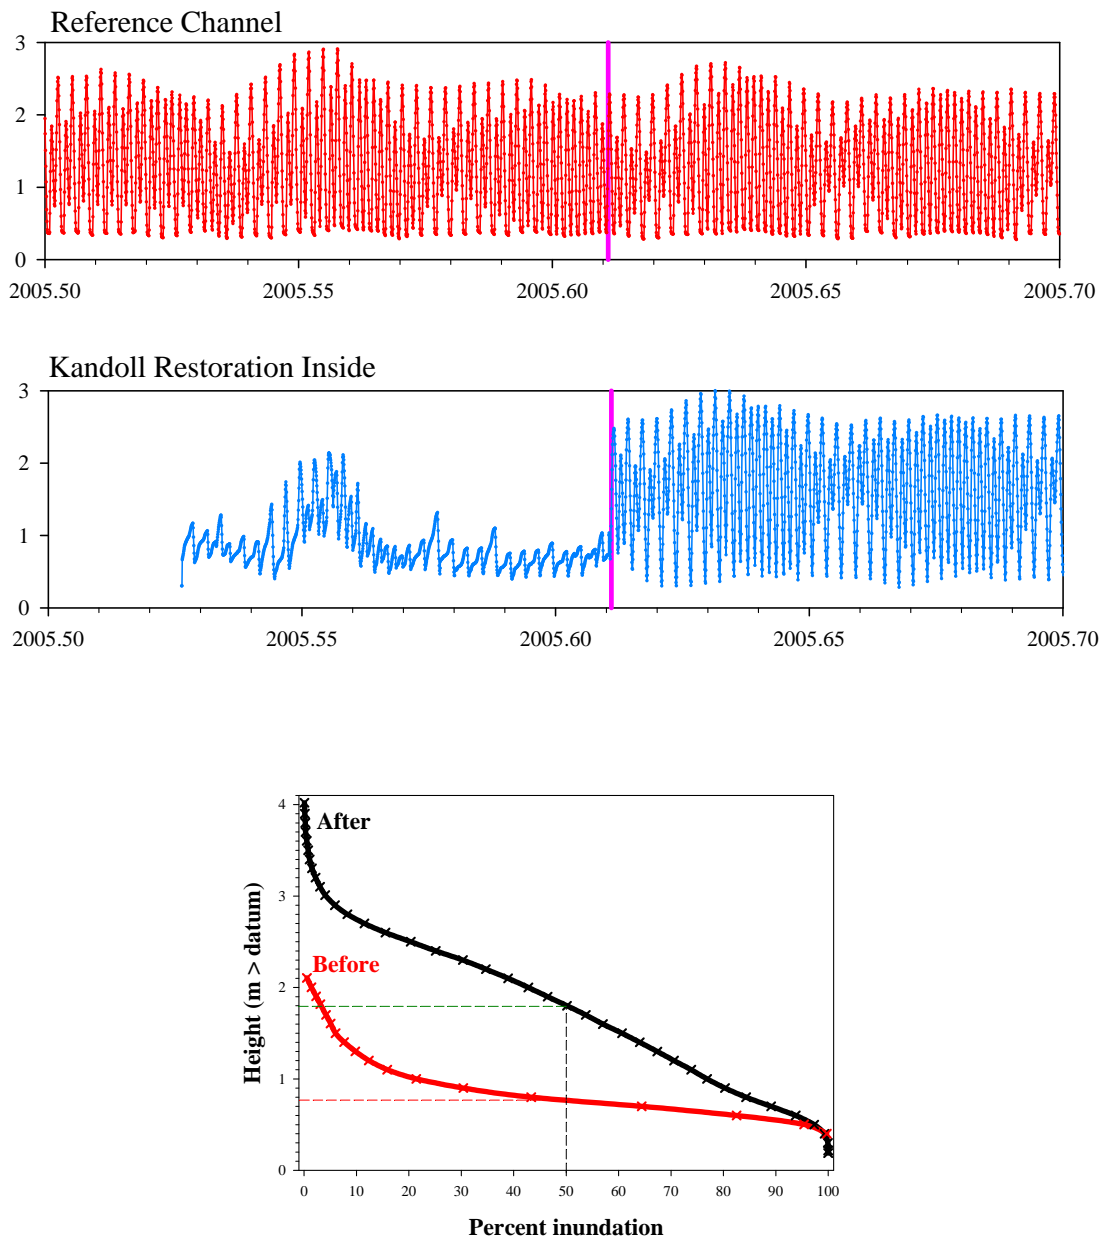 Reference Channel
3
2
1
0
2005.50 2005.55 2005.60 2005.65 2005.70
Kandoll Restoration Inside
3
2
1
0
2005.50 2005.55 2005.60 2005.65 2005.70
4
After
3
Before
2
1
0
Height (m > datum)
0 10 20 30 40 50 60 70 80 90 100
Percent inundation